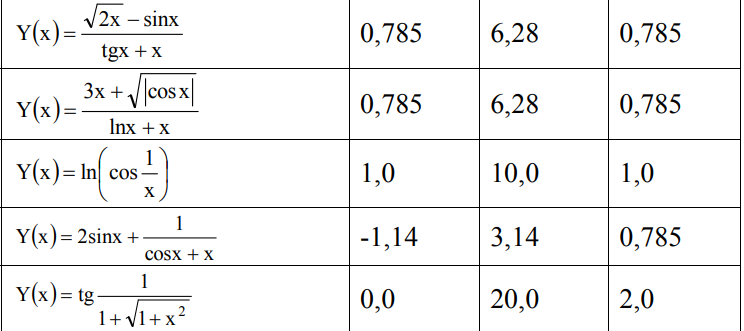 Y(x) = (√(2x) − sinx) / (tgx + x) 0,785 6,28 0,785
Y(x) = (3x + √|cosx|) / (lnx + x) 0,785 6,28 0,785
Y(x) = ln(cos 1/x) 1,0 10,0 1,0
Y(x) = 2sinx + 1/(cosx + x) -1,14 3,14 0,785
Y(x) = tg 1/(1+√(1+x²)) 0,0 20,0 2,0